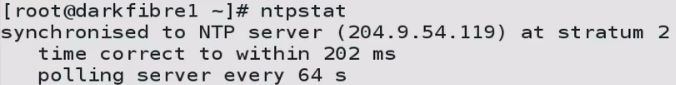 [root@darkfibre1 ~]# ntpstat
synchronised to NTP server (204.9.54.119) at stratum 2
   time correct to within 202 ms
   polling server every 64 s